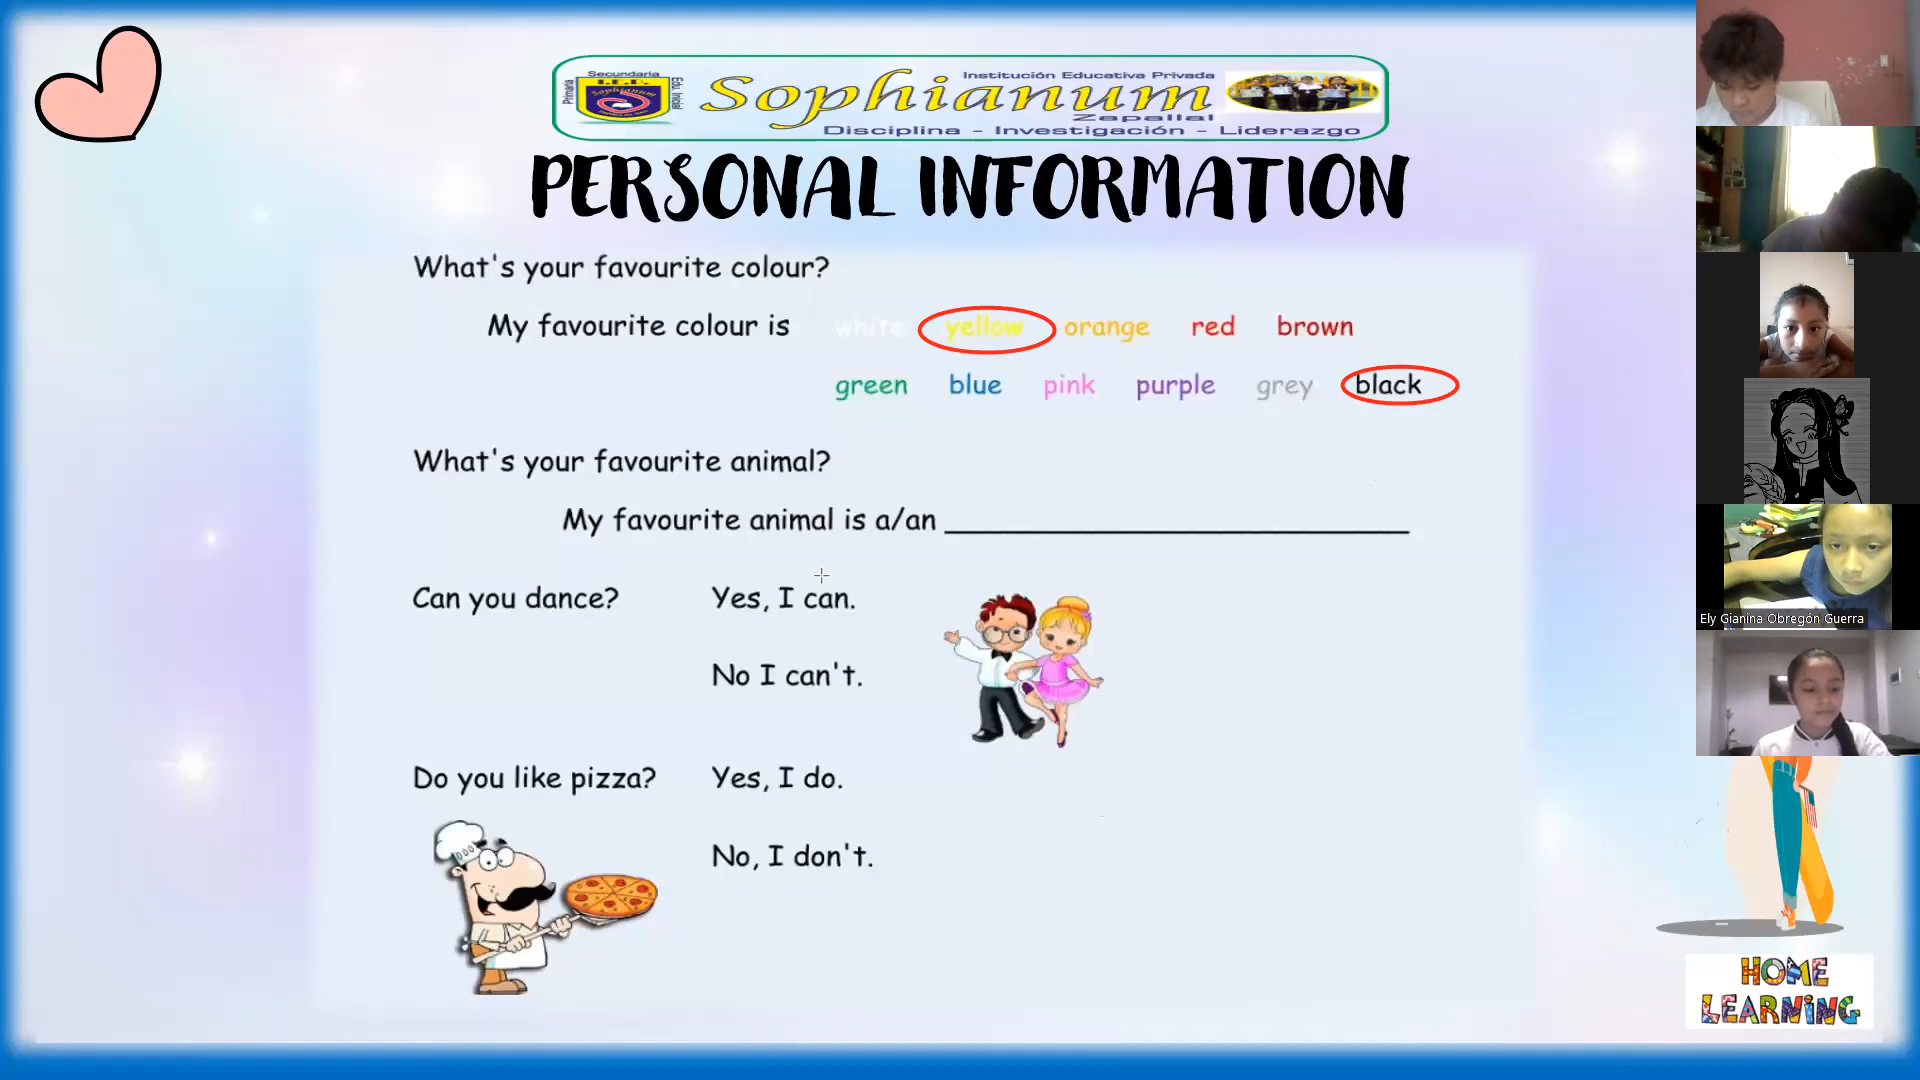 Secundaria
Primaria
I.E.P.
Sophianum
Edu. Inicial
Institución Educativa Privada
Sophianum
Zapallal
Disciplina - Investigación - Liderazgo
PERSONAL INFORMATION
What's your favourite colour?
My favourite colour is white yellow orange red brown
green blue pink purple grey black
What's your favourite animal?
My favourite animal is a/an
Can you dance? Yes, I can.
No I can't.
Do you like pizza? Yes, I do.
No, I don't.
Ely Gianina Obregón Guerra
HOME
LEARNING